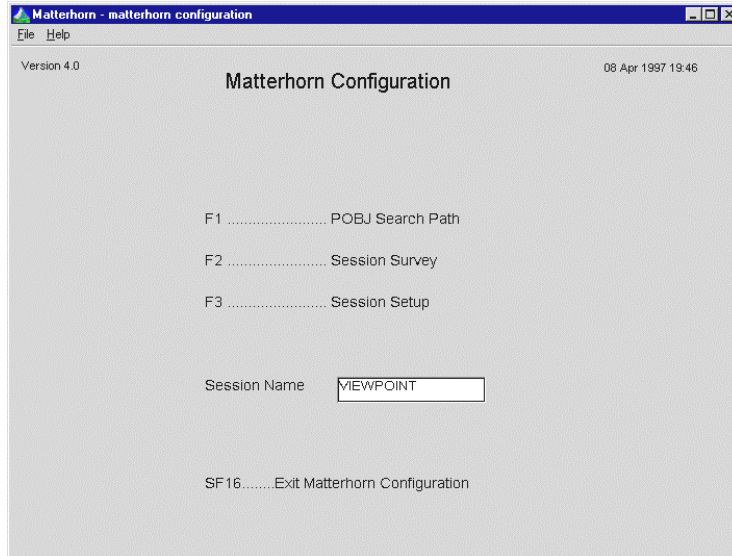 Matterhorn - matterhorn configuration
File Help
Version 4.0
Matterhorn Configuration
08 Apr 1997 19:46
F1 ........................ POBJ Search Path
F2 ........................ Session Survey
F3 ........................ Session Setup
Session Name VIEWPOINT
SF16........Exit Matterhorn Configuration